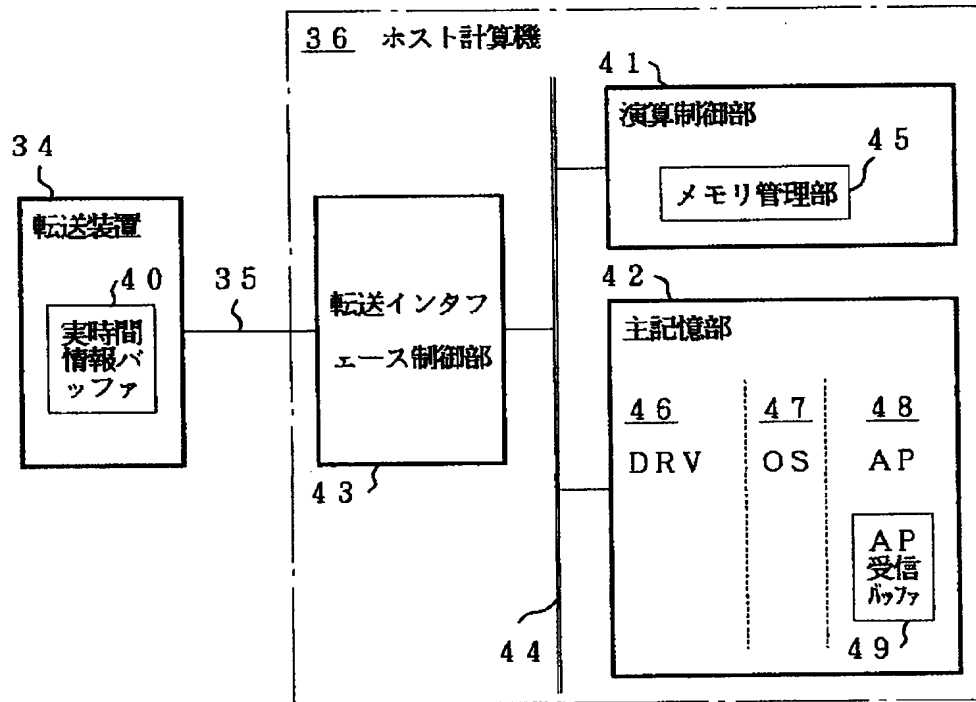 36 ホスト計算機
41
演算制御部
45
メモリ管理部
34
転送装置
40
実時間
情報バ
ッファ
35
転送インタフ
ェース制御部
43
42
主記憶部
46 47 48
DRV OS AP
AP
受信
バッファ
49
44